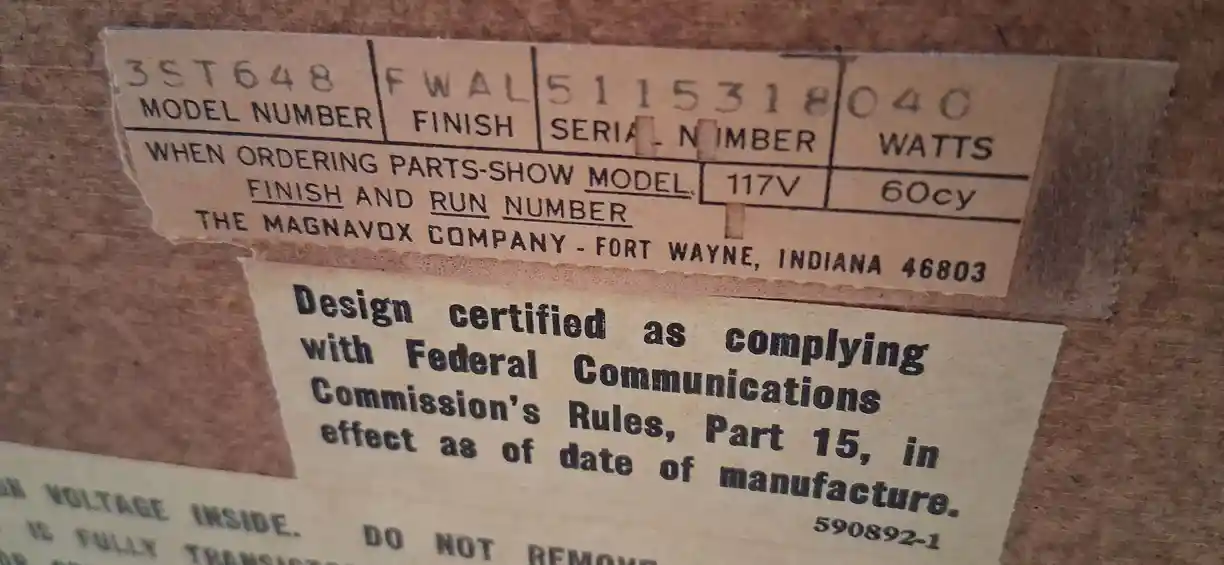 3ST648 FWAL 5115318 040
MODEL NUMBER FINISH SERIAL NUMBER WATTS
WHEN ORDERING PARTS-SHOW MODEL, 117V 60cy
FINISH AND RUN NUMBER
THE MAGNAVOX COMPANY - FORT WAYNE, INDIANA 46803
Design certified as complying
with Federal Communications
Commission's Rules, Part 15, in
effect as of date of manufacture.
590892-1
VOLTAGE INSIDE. DO NOT
IS FULLY